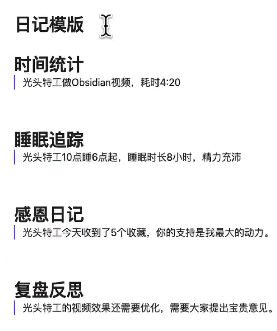 日记模版
时间统计
光头特工做Obsidian视频，耗时4:20
睡眠追踪
光头特工10点睡6点起，睡眠时长8小时，精力充沛
感恩日记
光头特工今天收到了5个收藏，你的支持是我最大的动力。
复盘反思
光头特工的视频效果还需要优化，需要大家提出宝贵意见。